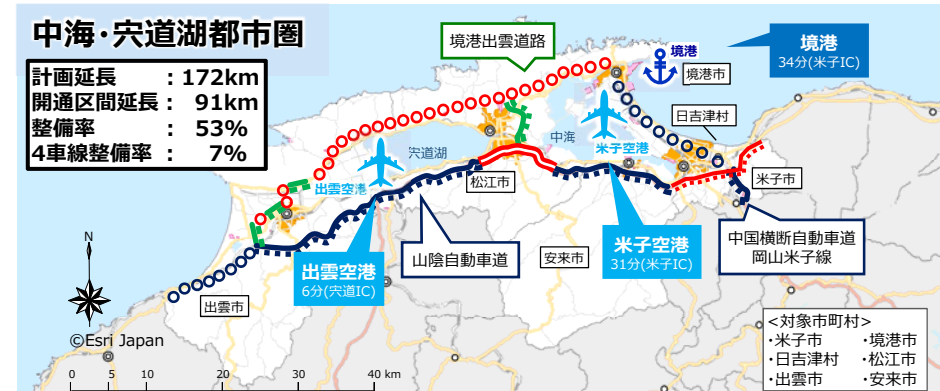 中海・宍道湖都市圏
計画延長 : 172km
開通区間延長 : 91km
整備率 : 53%
4車線整備率 : 7%
境港出雲道路
境港
境港市
境港
34分(米子IC)
日吉津村
中海
米子空港
宍道湖
出雲空港
松江市
米子市
出雲空港
6分(宍道IC)
山陰自動車道
安来市
米子空港
31分(米子IC)
中国横断自動車道
岡山米子線
出雲市
N
©Esri Japan
0 5 10 20 30 40 km
<対象市町村>
・米子市 ・境港市
・日吉津村 ・松江市
・出雲市 ・安来市